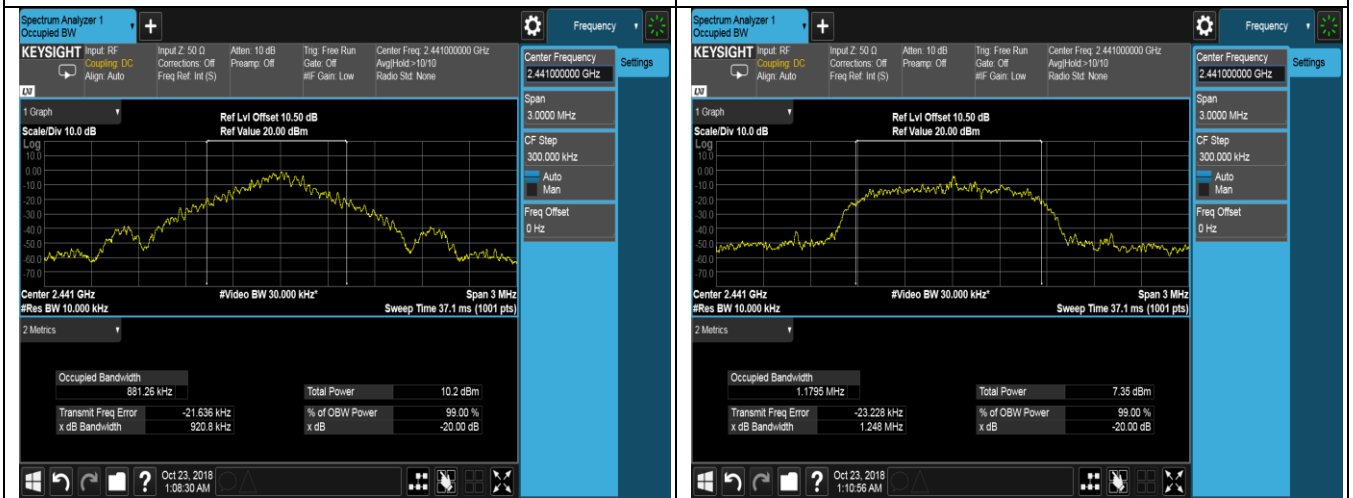 Spectrum Analyzer 1
Occupied BW
Frequency
KEYSIGHT
Input: RF
Coupling: DC
Align: Auto
Input Z: 50 Ω
Corrections: Off
Freq Ref: Int (S)
Atten: 10 dB
Preamp: Off
Trig: Free Run
Gate: Off
#IF Gain: Low
Center Freq: 2.441000000 GHz
Avg|Hold:>10/10
Radio Std: None
LXI
Center Frequency
2.441000000 GHz
Settings
Span
3.0000 MHz
CF Step
300.000 kHz
Auto
Man
Freq Offset
0 Hz
1 Graph
Scale/Div 10.0 dB
Ref Lvl Offset 10.50 dB
Ref Value 20.00 dBm
Log
10.0
0.00
-10.0
-20.0
-30.0
-40.0
-50.0
-60.0
-70.0
Center 2.441 GHz
#Res BW 10.000 kHz
#Video BW 30.000 kHz*
Span 3 MHz
Sweep Time 37.1 ms (1001 pts)
2 Metrics
Occupied Bandwidth
881.26 kHz
Total Power 10.2 dBm
Transmit Freq Error -21.636 kHz
% of OBW Power 99.00 %
x dB Bandwidth 920.8 kHz
x dB -20.00 dB
?
Oct 23, 2018
1:08:30 AM
Spectrum Analyzer 1
Occupied BW
Frequency
KEYSIGHT
Input: RF
Coupling: DC
Align: Auto
Input Z: 50 Ω
Corrections: Off
Freq Ref: Int (S)
Atten: 10 dB
Preamp: Off
Trig: Free Run
Gate: Off
#IF Gain: Low
Center Freq: 2.441000000 GHz
Avg|Hold:>10/10
Radio Std: None
LXI
Center Frequency
2.441000000 GHz
Settings
Span
3.0000 MHz
CF Step
300.000 kHz
Auto
Man
Freq Offset
0 Hz
1 Graph
Scale/Div 10.0 dB
Ref Lvl Offset 10.50 dB
Ref Value 20.00 dBm
Log
10.0
0.00
-10.0
-20.0
-30.0
-40.0
-50.0
-60.0
-70.0
Center 2.441 GHz
#Res BW 10.000 kHz
#Video BW 30.000 kHz*
Span 3 MHz
Sweep Time 37.1 ms (1001 pts)
2 Metrics
Occupied Bandwidth
1.1795 MHz
Total Power 7.35 dBm
Transmit Freq Error -23.228 kHz
% of OBW Power 99.00 %
x dB Bandwidth 1.248 MHz
x dB -20.00 dB
?
Oct 23, 2018
1:10:56 AM